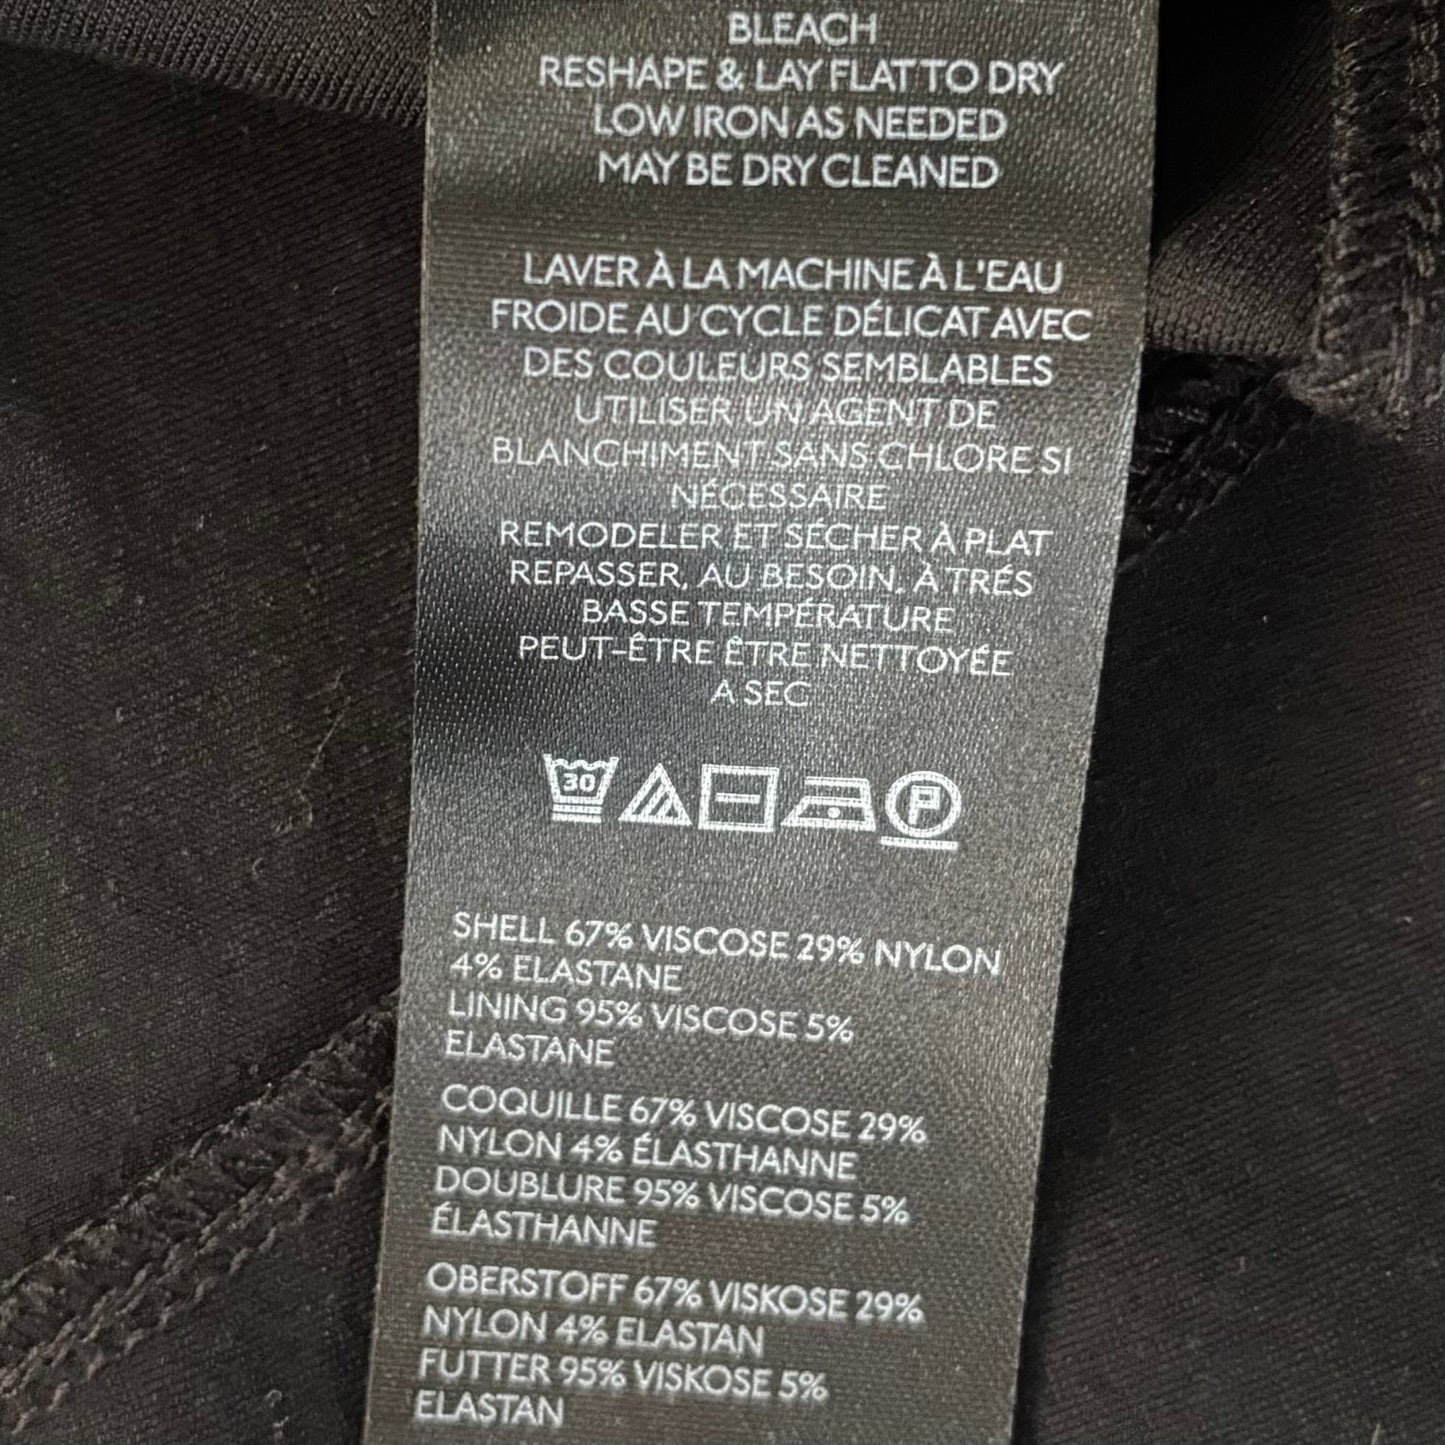 BLEACH
RESHAPE & LAY FLAT TO DRY
LOW IRON AS NEEDED
MAY BE DRY CLEANED
LAVER À LA MACHINE À L'EAU
FROIDE AU CYCLE DÉLICAT AVEC
DES COULEURS SEMBLABLES
UTILISER UN AGENT DE
BLANCHIMENT SANS CHLORE SI
NÉCESSAIRE
REMODELER ET SÉCHER À PLAT
REPASSER, AU BESOIN, À TRÉS
BASSE TEMPÉRATURE
PEUT-ÊTRE ÊTRE NETTOYÉE
A SEC
30 P
SHELL 67% VISCOSE 29% NYLON
4% ELASTANE
LINING 95% VISCOSE 5%
ELASTANE
COQUILLE 67% VISCOSE 29%
NYLON 4% ÉLASTHANNE
DOUBLURE 95% VISCOSE 5%
ÉLASTHANNE
OBERSTOFF 67% VISKOSE 29%
NYLON 4% ELASTAN
FUTTER 95% VISKOSE 5%
ELASTAN